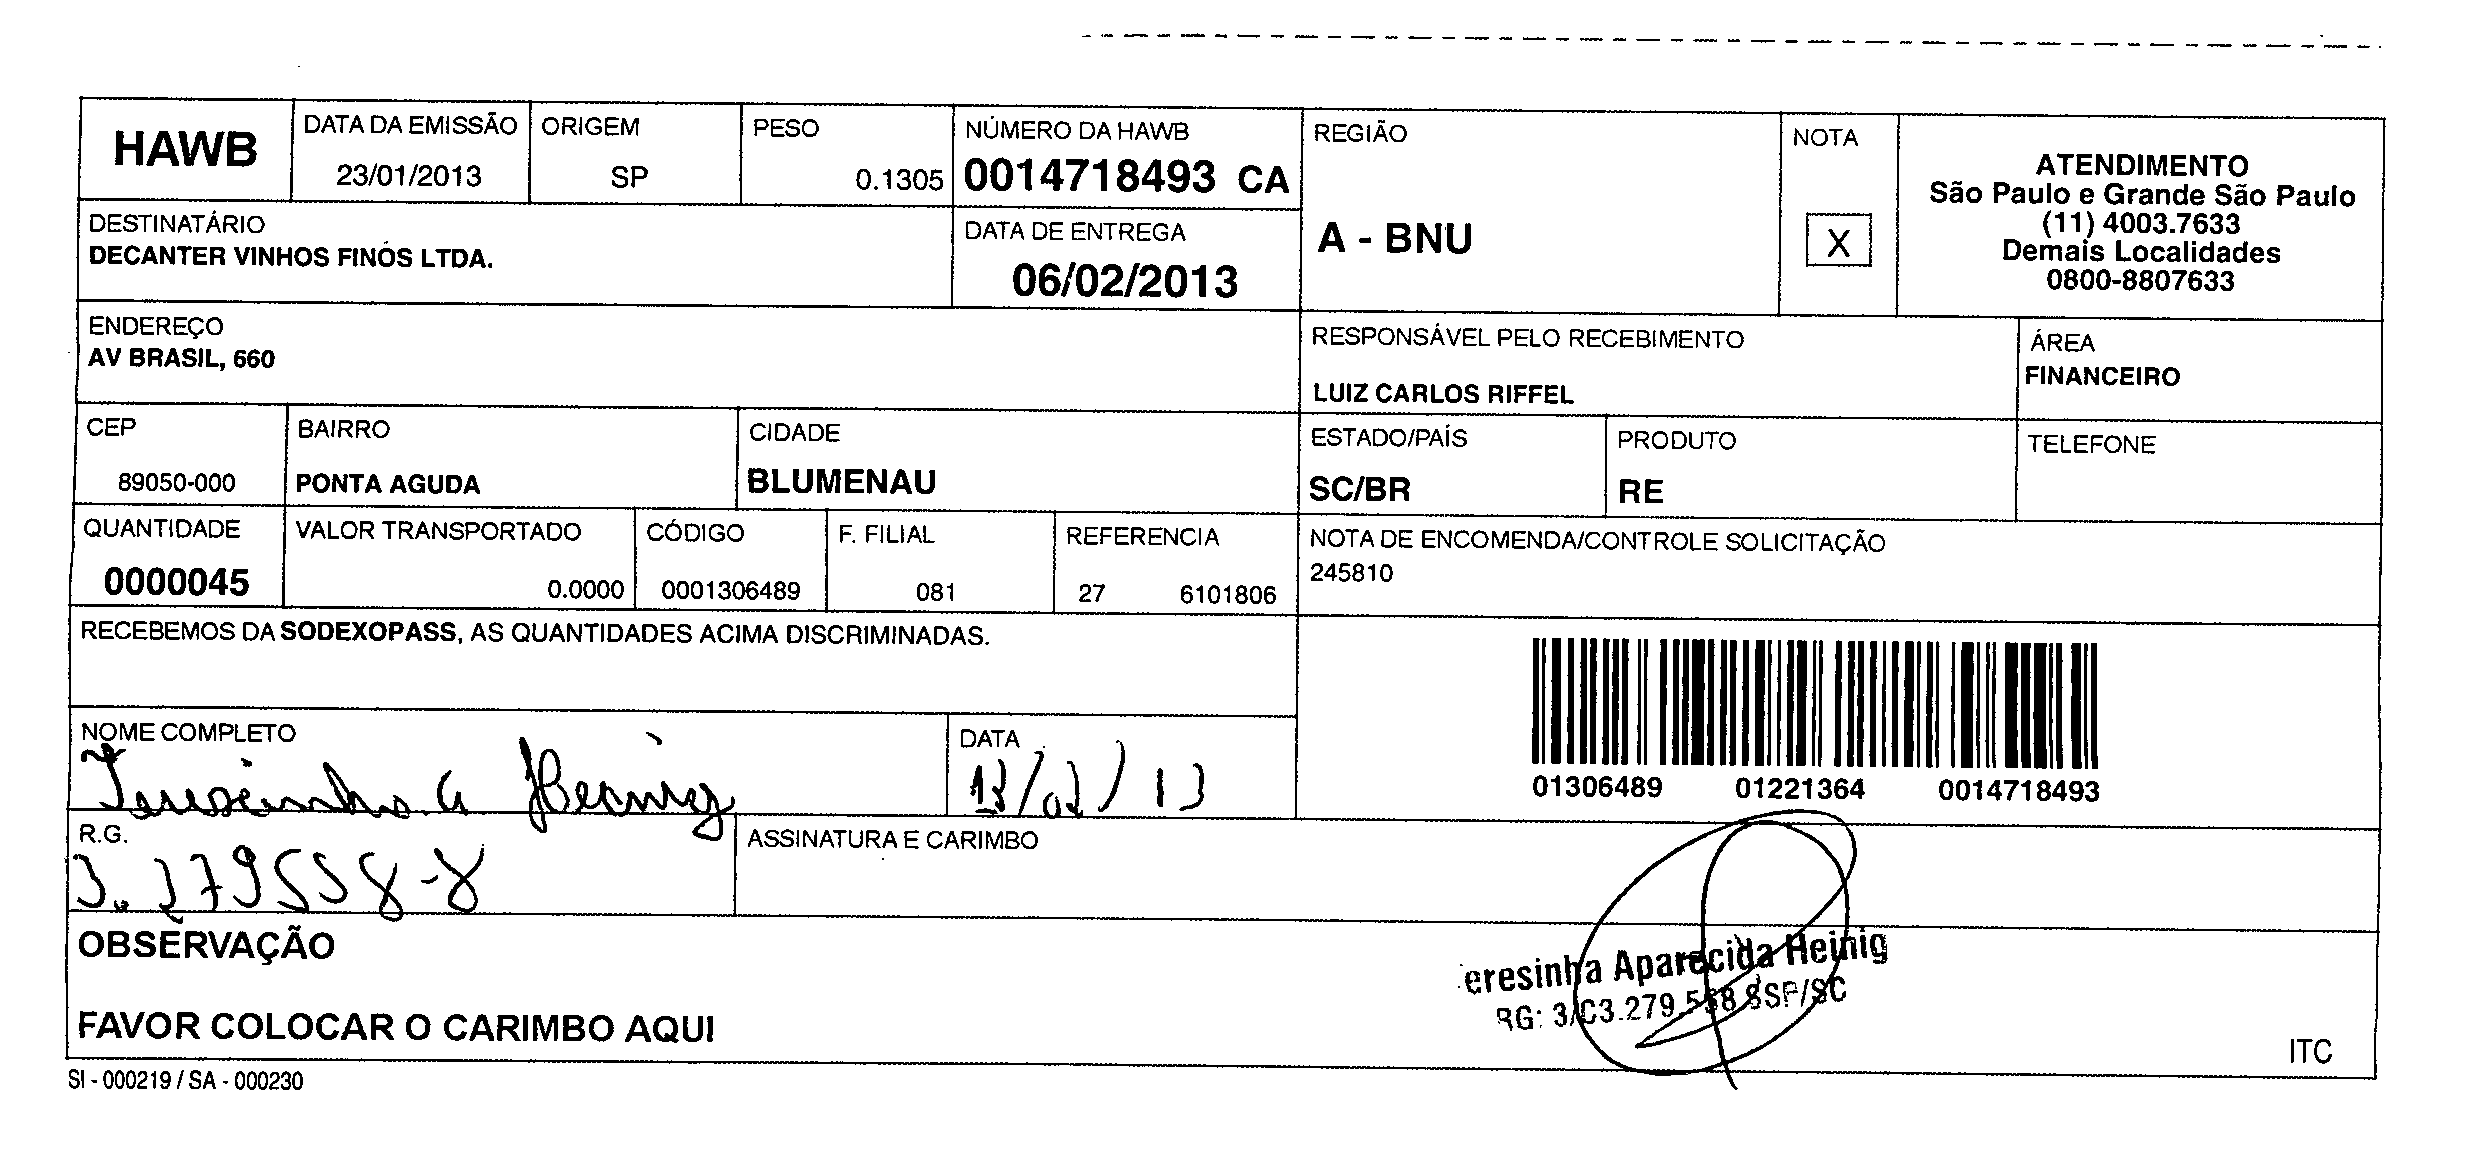 HAWB
DATA DA EMISSÃO
23/01/2013
ORIGEM
SP
PESO
0.1305
NÚMERO DA HAWB
0014718493 CA
REGIÃO
A - BNU
NOTA
X
ATENDIMENTO
São Paulo e Grande São Paulo
(11) 4003.7633
Demais Localidades
0800-8807633
DESTINATÁRIO
DECANTER VINHOS FINOS LTDA.
DATA DE ENTREGA
06/02/2013
ENDEREÇO
AV BRASIL, 660
RESPONSÁVEL PELO RECEBIMENTO
LUIZ CARLOS RIFFEL
ÁREA
FINANCEIRO
CEP
89050-000
BAIRRO
PONTA AGUDA
CIDADE
BLUMENAU
ESTADO/PAÍS
SC/BR
PRODUTO
RE
TELEFONE
QUANTIDADE
0000045
VALOR TRANSPORTADO
0.0000
CÓDIGO
0001306489
F. FILIAL
081
REFERENCIA
27 6101806
NOTA DE ENCOMENDA/CONTROLE SOLICITAÇÃO
245810
RECEBEMOS DA SODEXOPASS, AS QUANTIDADES ACIMA DISCRIMINADAS.
01306489 01221364 0014718493
NOME COMPLETO
Teresinha A Heinig
DATA
13/02/13
R.G.
3.279558-8
ASSINATURA E CARIMBO
OBSERVAÇÃO
FAVOR COLOCAR O CARIMBO AQUI
eresinha Aparecida Heinig
RG: 3/C3.279.558 SSP/SC
ITC
SI - 000219 / SA - 000230